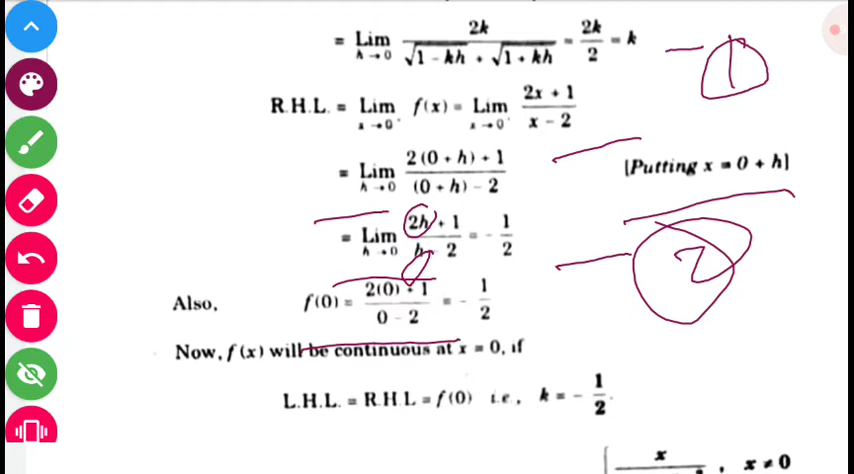 = Lim h→0 2k / (√1 - kh + √1 + kh) = 2k/2 = k
1
R.H.L. = Lim x→0⁺ f(x) = Lim x→0⁺ (2x + 1)/(x - 2)
= Lim h→0 (2(0 + h) + 1)/((0 + h) - 2) [Putting x = 0 + h]
= Lim h→0 (2h + 1)/(h - 2) = - 1/2
2
Also, f(0) = (2(0) + 1)/(0 - 2) = - 1/2
Now, f(x) will be continuous at x = 0, if
L.H.L. = R.H.L = f(0) i.e., k = - 1/2.
x , x ≠ 0